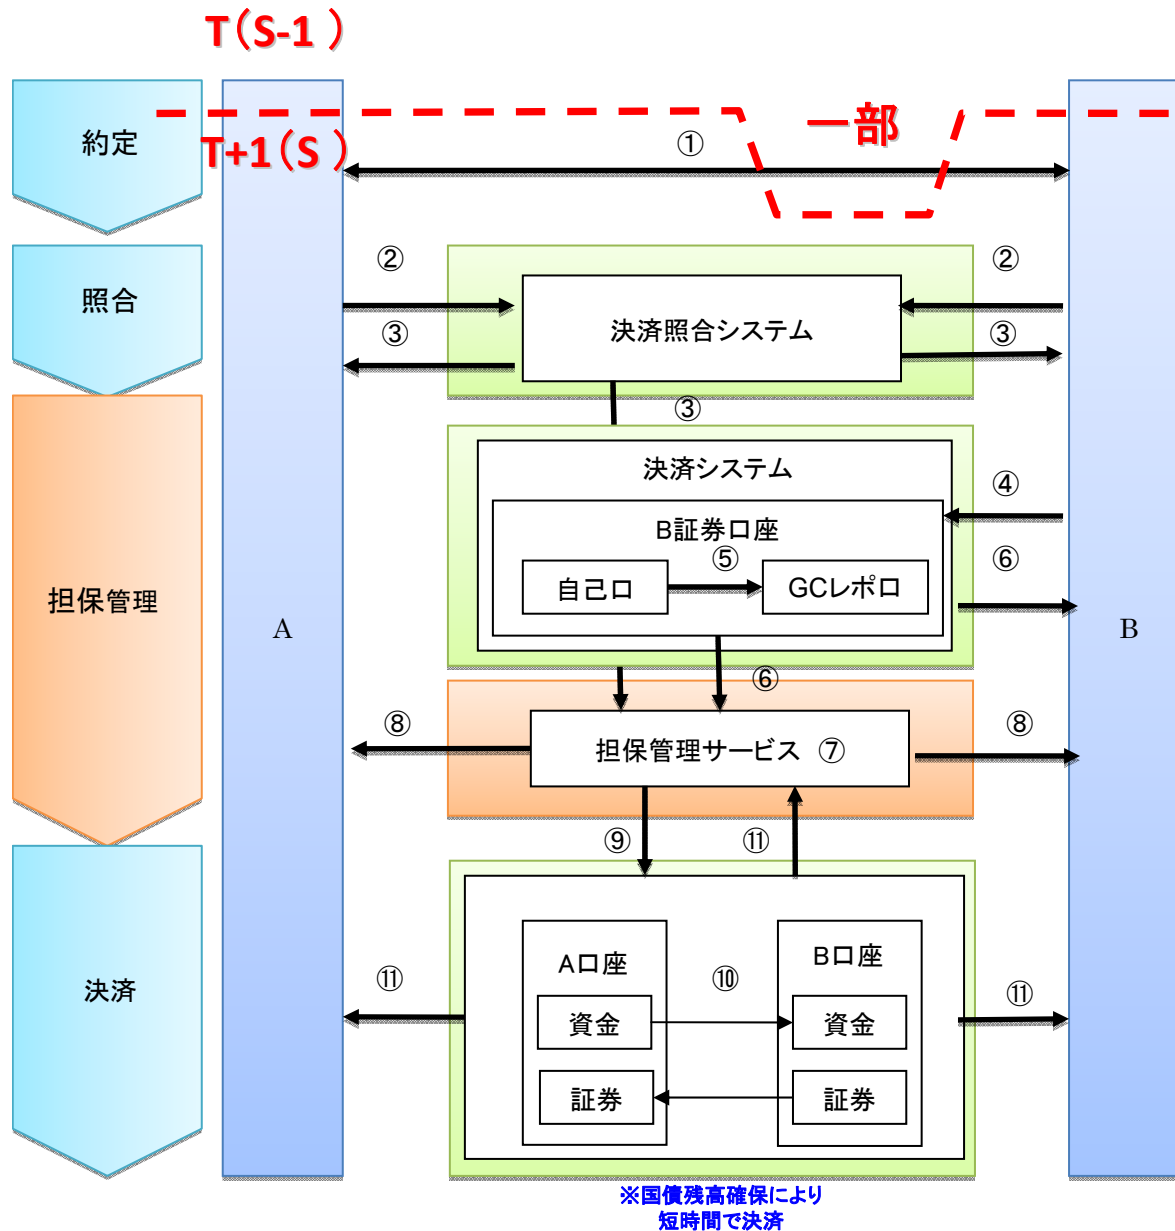 T（S-1 ）
約定
T+1（S ）
一部
①
照合
②
②
決済照合システム
③
③
③
担保管理
A
B
決済システム
④
B証券口座
⑤
⑥
自己口
GCレポ口
⑥
⑧
担保管理サービス ⑦
⑧
⑨
⑪
決済
A口座
B口座
⑪
⑩
⑪
資金
資金
証券
証券
※国債残高確保により
短時間で決済